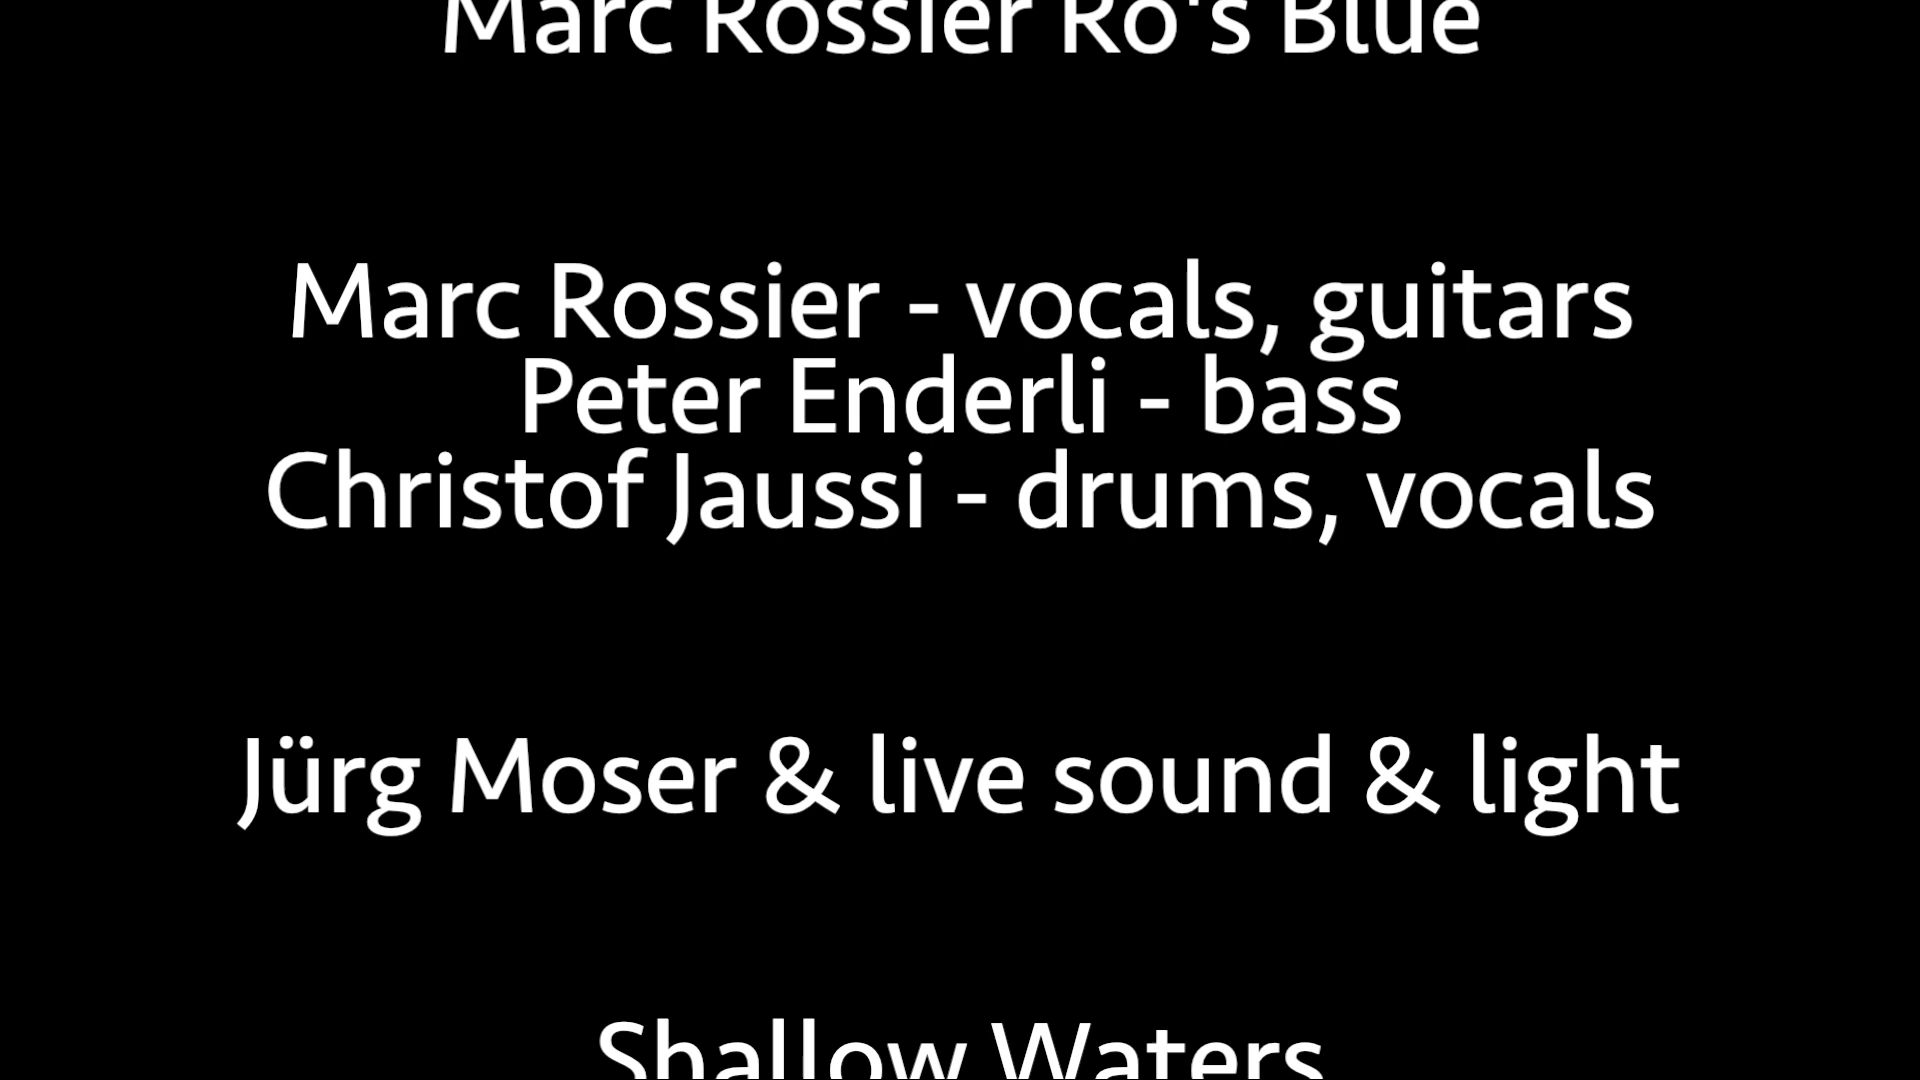 Marc Rossier Ro's Blue
Marc Rossier - vocals, guitars
Peter Enderli - bass
Christof Jaussi - drums, vocals
Jürg Moser & live sound & light
Shallow Waters